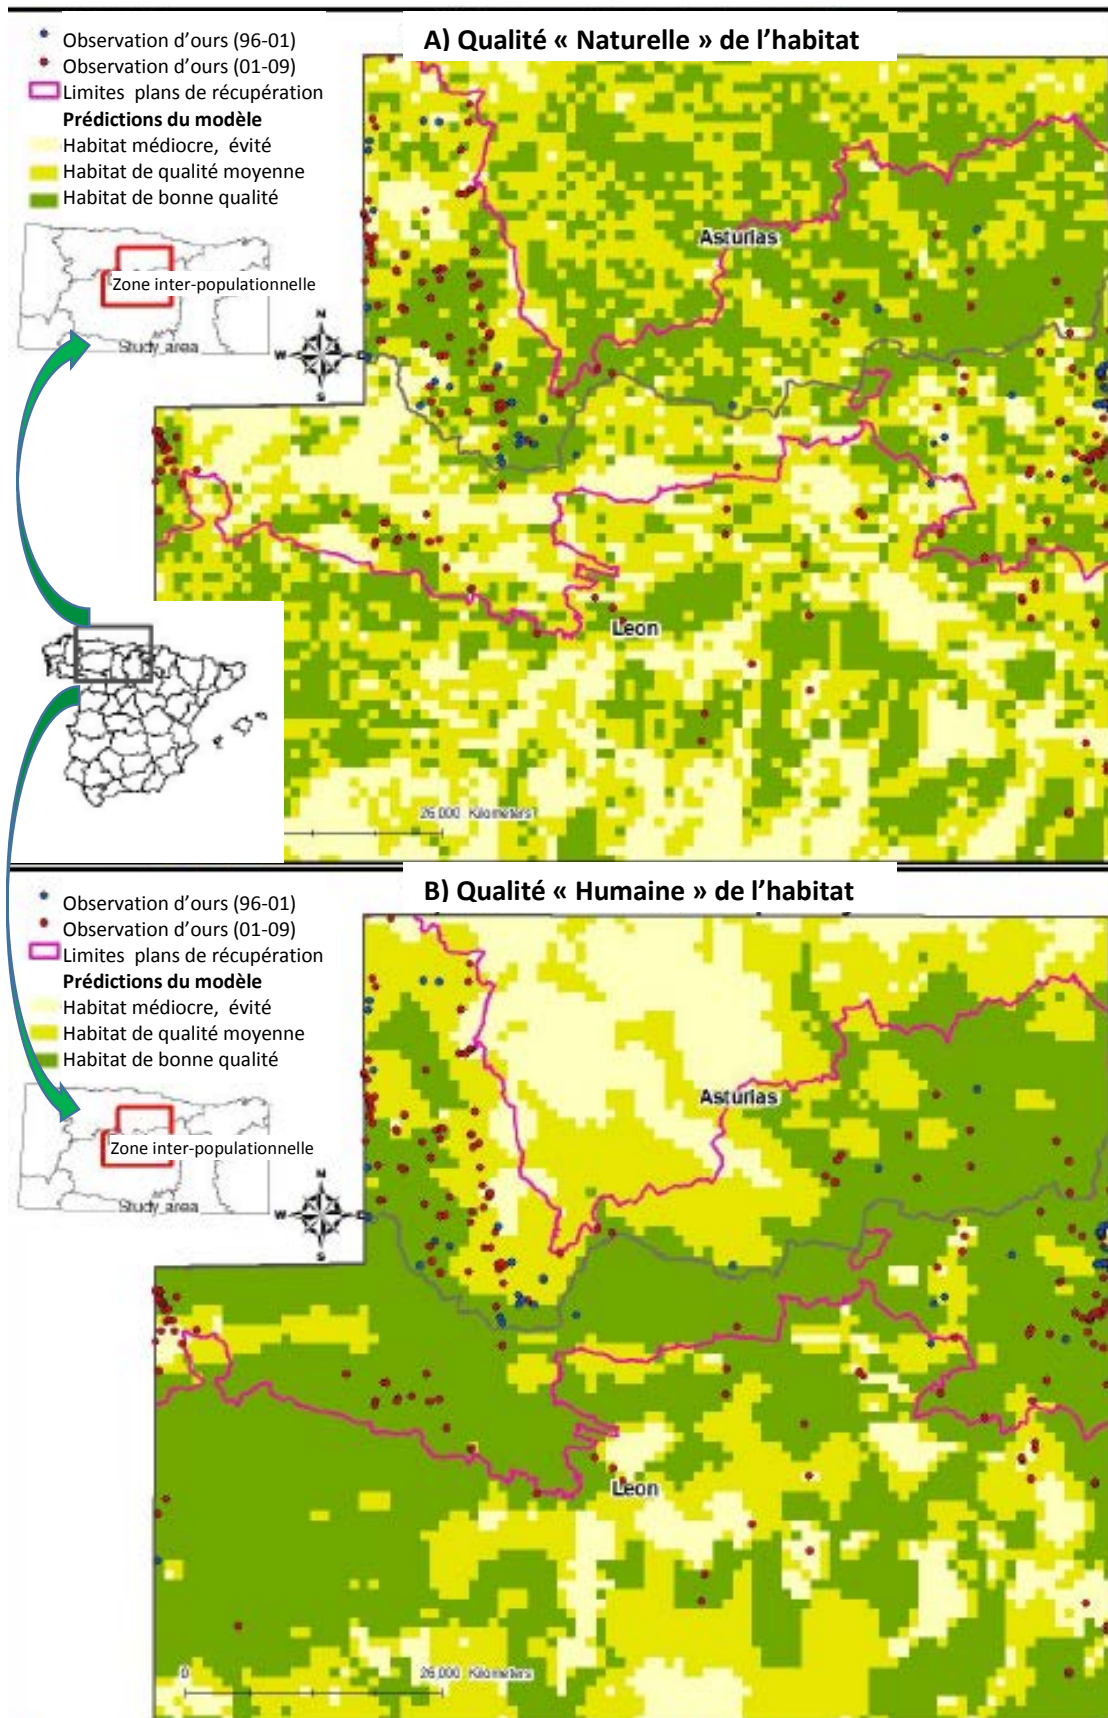 A) Qualité « Naturelle » de l’habitat
Observation d’ours (96-01)
Observation d’ours (01-09)
Limites plans de récupération
Prédictions du modèle
Habitat médiocre, évité
Habitat de qualité moyenne
Habitat de bonne qualité
Zone inter-populationnelle
Study_area
N
W
S
Asturias
Leon
26,000 Kilometers
B) Qualité « Humaine » de l’habitat
Observation d’ours (96-01)
Observation d’ours (01-09)
Limites plans de récupération
Prédictions du modèle
Habitat médiocre, évité
Habitat de qualité moyenne
Habitat de bonne qualité
Zone inter-populationnelle
Study_area
N
W
S
Asturias
Leon
0
26,000 Kilometers